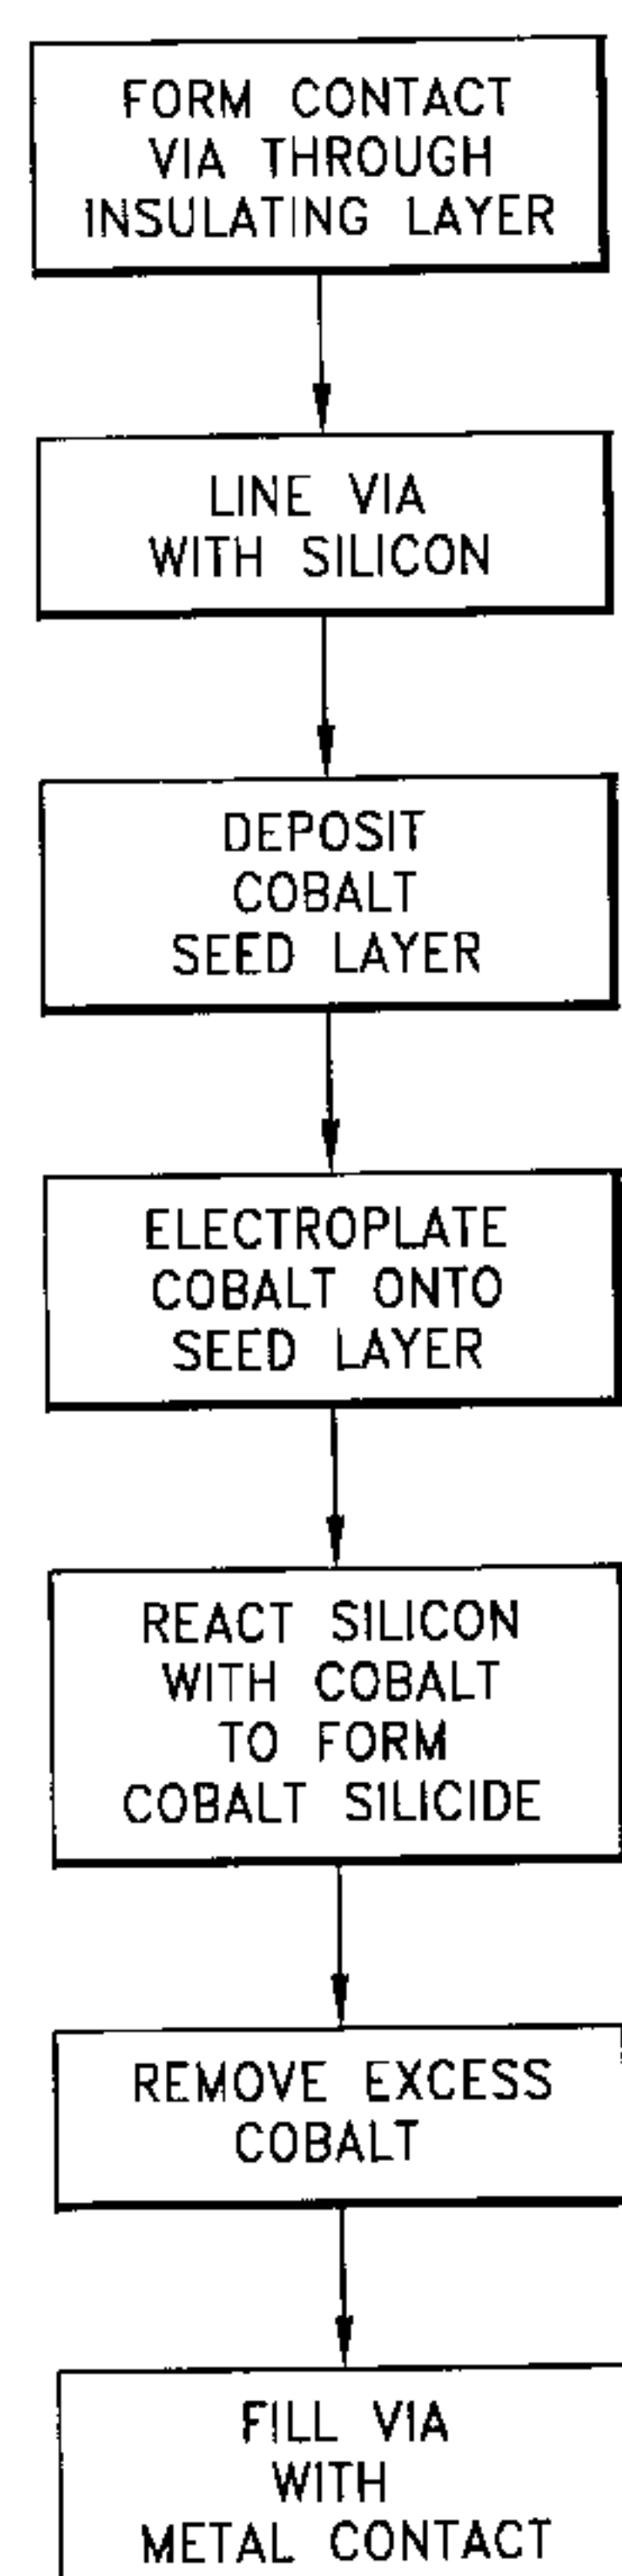 FORM CONTACT
VIA THROUGH
INSULATING LAYER
LINE VIA
WITH SILICON
DEPOSIT
COBALT
SEED LAYER
ELECTROPLATE
COBALT ONTO
SEED LAYER
REACT SILICON
WITH COBALT
TO FORM
COBALT SILICIDE
REMOVE EXCESS
COBALT
FILL VIA
WITH
METAL CONTACT